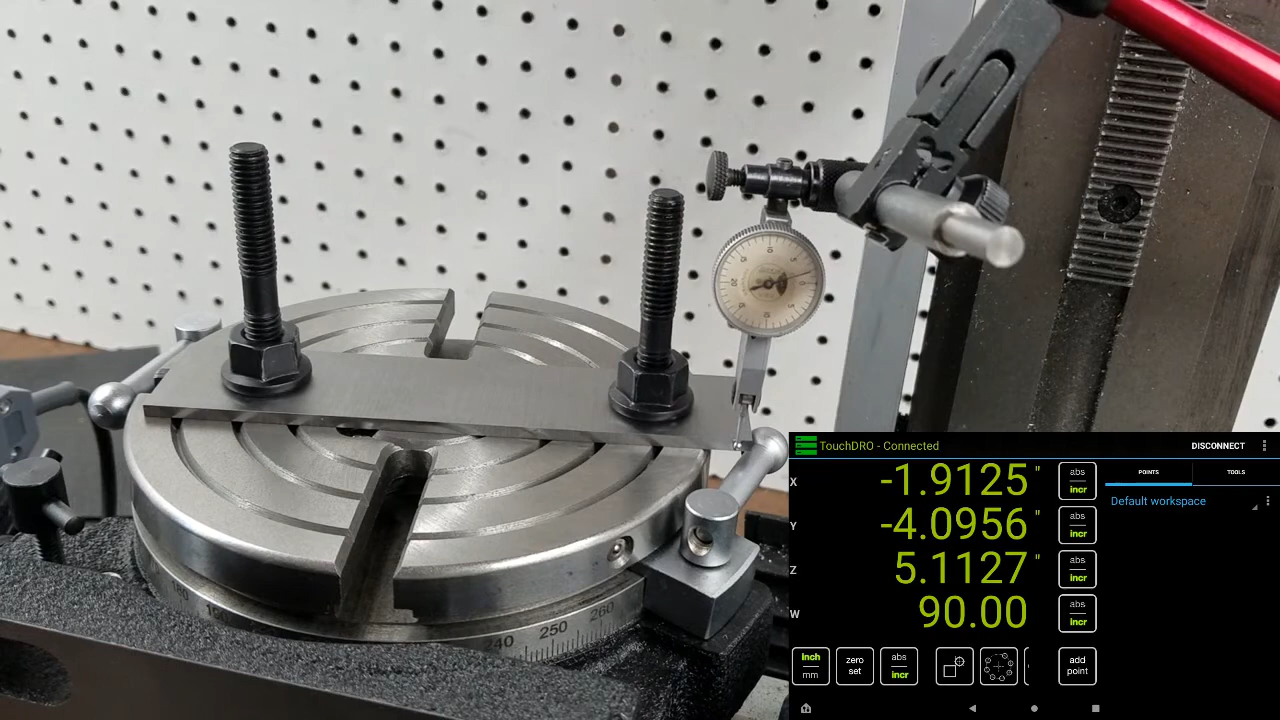 TouchDRO - Connected
DISCONNECT
X -1.9125 "
abs
incr
Y -4.0956 "
abs
incr
Z 5.1127 "
abs
incr
W 90.00
abs
incr
POINTS
TOOLS
Default workspace
Inch
mm
zero
set
abs
incr
add
point
240 250 260